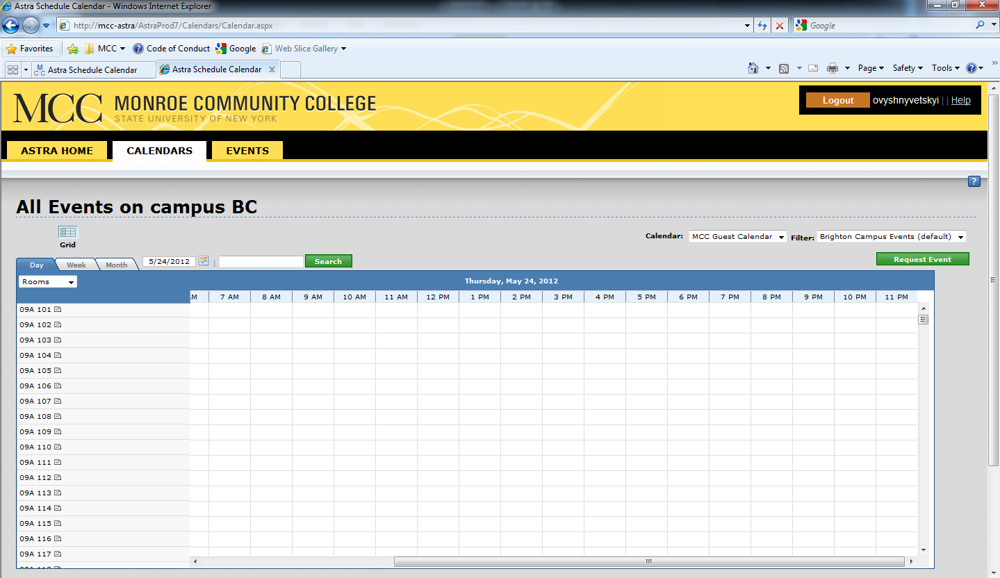 Astra Schedule Calendar - Windows Internet Explorer
http://mcc-astra/AstraProd7/Calendars/Calendar.aspx
Google
Favorites
MCC
Code of Conduct
Google
Web Slice Gallery
MCC Astra Schedule Calendar
Astra Schedule Calendar
Page
Safety
Tools
MCC MONROE COMMUNITY COLLEGE
STATE UNIVERSITY OF NEW YORK
Logout ovyshnyvetskyi | | Help
ASTRA HOME
CALENDARS
EVENTS
?
All Events on campus BC
Grid
Calendar: MCC Guest Calendar Filter: Brighton Campus Events (default)
Day Week Month 5/24/2012 | Search
Request Event
Rooms
Thursday, May 24, 2012
7 AM 8 AM 9 AM 10 AM 11 AM 12 PM 1 PM 2 PM 3 PM 4 PM 5 PM 6 PM 7 PM 8 PM 9 PM 10 PM 11 PM
09A 101
09A 102
09A 103
09A 104
09A 105
09A 106
09A 107
09A 108
09A 109
09A 110
09A 111
09A 112
09A 113
09A 114
09A 115
09A 116
09A 117